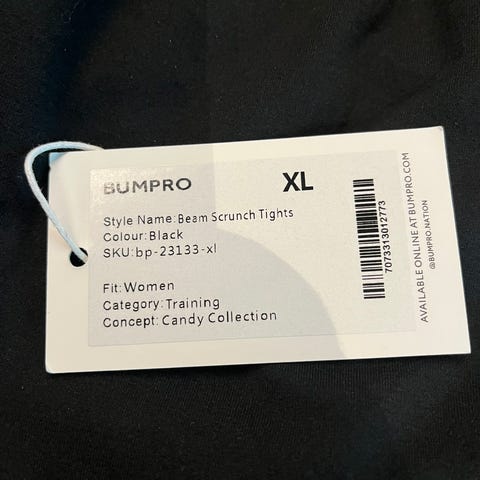 BUMPRO
XL
Style Name: Beam Scrunch Tights
Colour: Black
SKU: bp-23133-xl
Fit: Women
Category: Training
Concept: Candy Collection
7073313012773
AVAILABLE ONLINE AT BUMPRO.COM
@BUMPRO.NATION